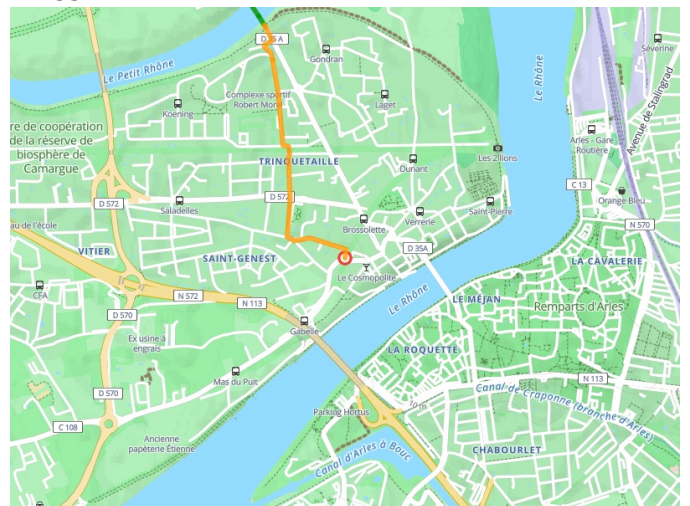 D 35 A
Gondran
Séverine
Le Petit Rhône
Le Rhône
Complexe sportif
Robert Morel
Koening
Laget
Avenue de Stalingrad
re de coopération
de la réserve de
biosphère de
Camargue
Arles - Gare
Routière
Les 2 lions
TRINQUETAILLE
Dunant
C 13
D 572
D 572
Saladelles
Saint-Pierre
Orange Bleu
Verrerie
Brossolette
N 570
au de l'école
VITIER
SAINT-GENEST
D 35A
LA CAVALERIE
Le Cosmopolite
CFA
N 572
N 113
Le Rhône
LE MÉJAN
Remparts d'Arles
D 570
Gabelle
Ex usine à
engrais
LA ROQUETTE
Mas du Puit
N 113
D 570
Canal de Craponne (branche d'Arles)
10 m
Parking Hortus
C 108
Ancienne
papèterie Étienne
Canal d'Arles à Bouc
CHABOURLET